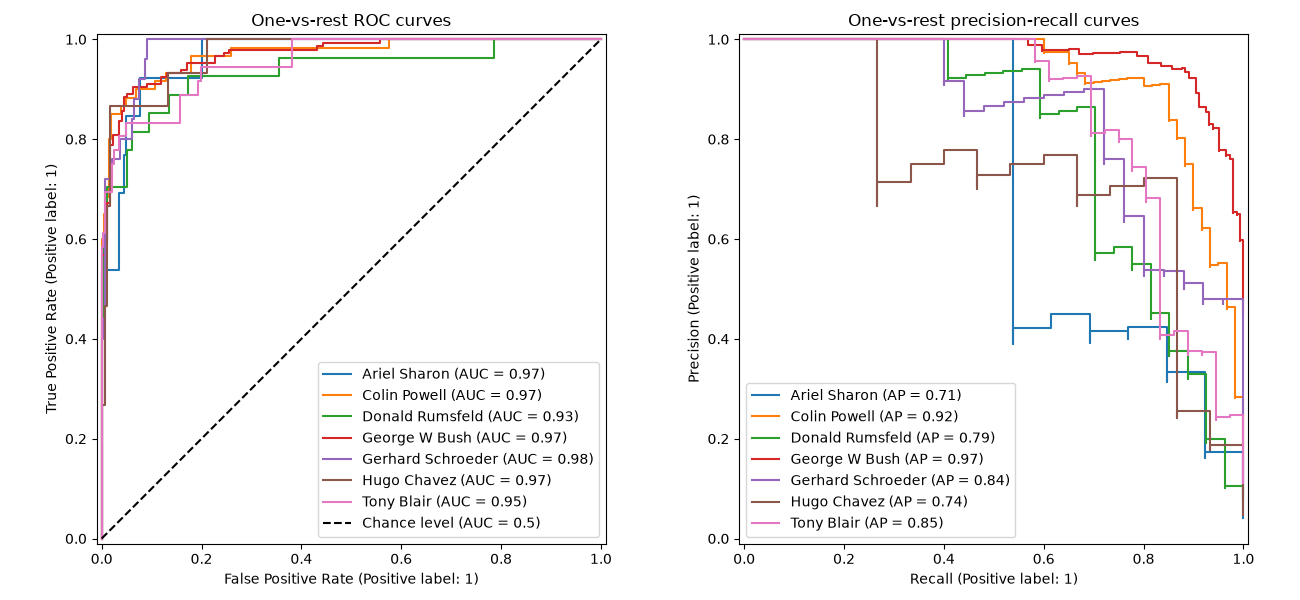 One-vs-rest ROC curves
1.0
0.8
0.6
0.4
0.2
0.0
True Positive Rate (Positive label: 1)
Ariel Sharon (AUC = 0.97)
Colin Powell (AUC = 0.97)
Donald Rumsfeld (AUC = 0.93)
George W Bush (AUC = 0.97)
Gerhard Schroeder (AUC = 0.98)
Hugo Chavez (AUC = 0.97)
Tony Blair (AUC = 0.95)
Chance level (AUC = 0.5)
0.0 0.2 0.4 0.6 0.8 1.0
False Positive Rate (Positive label: 1)
One-vs-rest precision-recall curves
1.0
0.8
0.6
0.4
0.2
0.0
Precision (Positive label: 1)
Ariel Sharon (AP = 0.71)
Colin Powell (AP = 0.92)
Donald Rumsfeld (AP = 0.79)
George W Bush (AP = 0.97)
Gerhard Schroeder (AP = 0.84)
Hugo Chavez (AP = 0.74)
Tony Blair (AP = 0.85)
0.0 0.2 0.4 0.6 0.8 1.0
Recall (Positive label: 1)